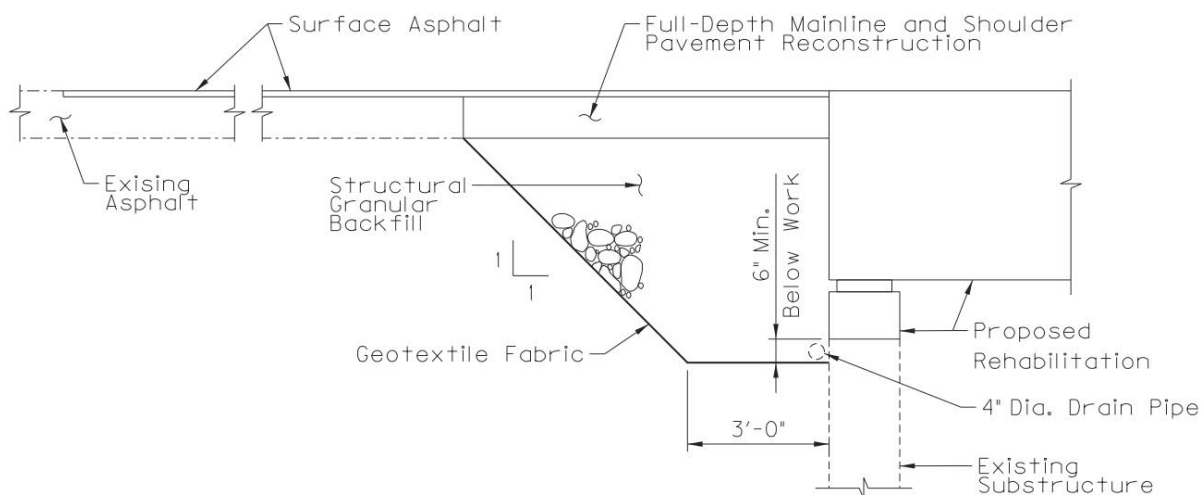 Surface Asphalt
Full-Depth Mainline and Shoulder
Pavement Reconstruction
Exising
Asphalt
Structural
Granular
Backfill
6" Min.
Below Work
1
1
Geotextile Fabric
Proposed
Rehabilitation
4" Dia. Drain Pipe
3'-0"
Existing
Substructure